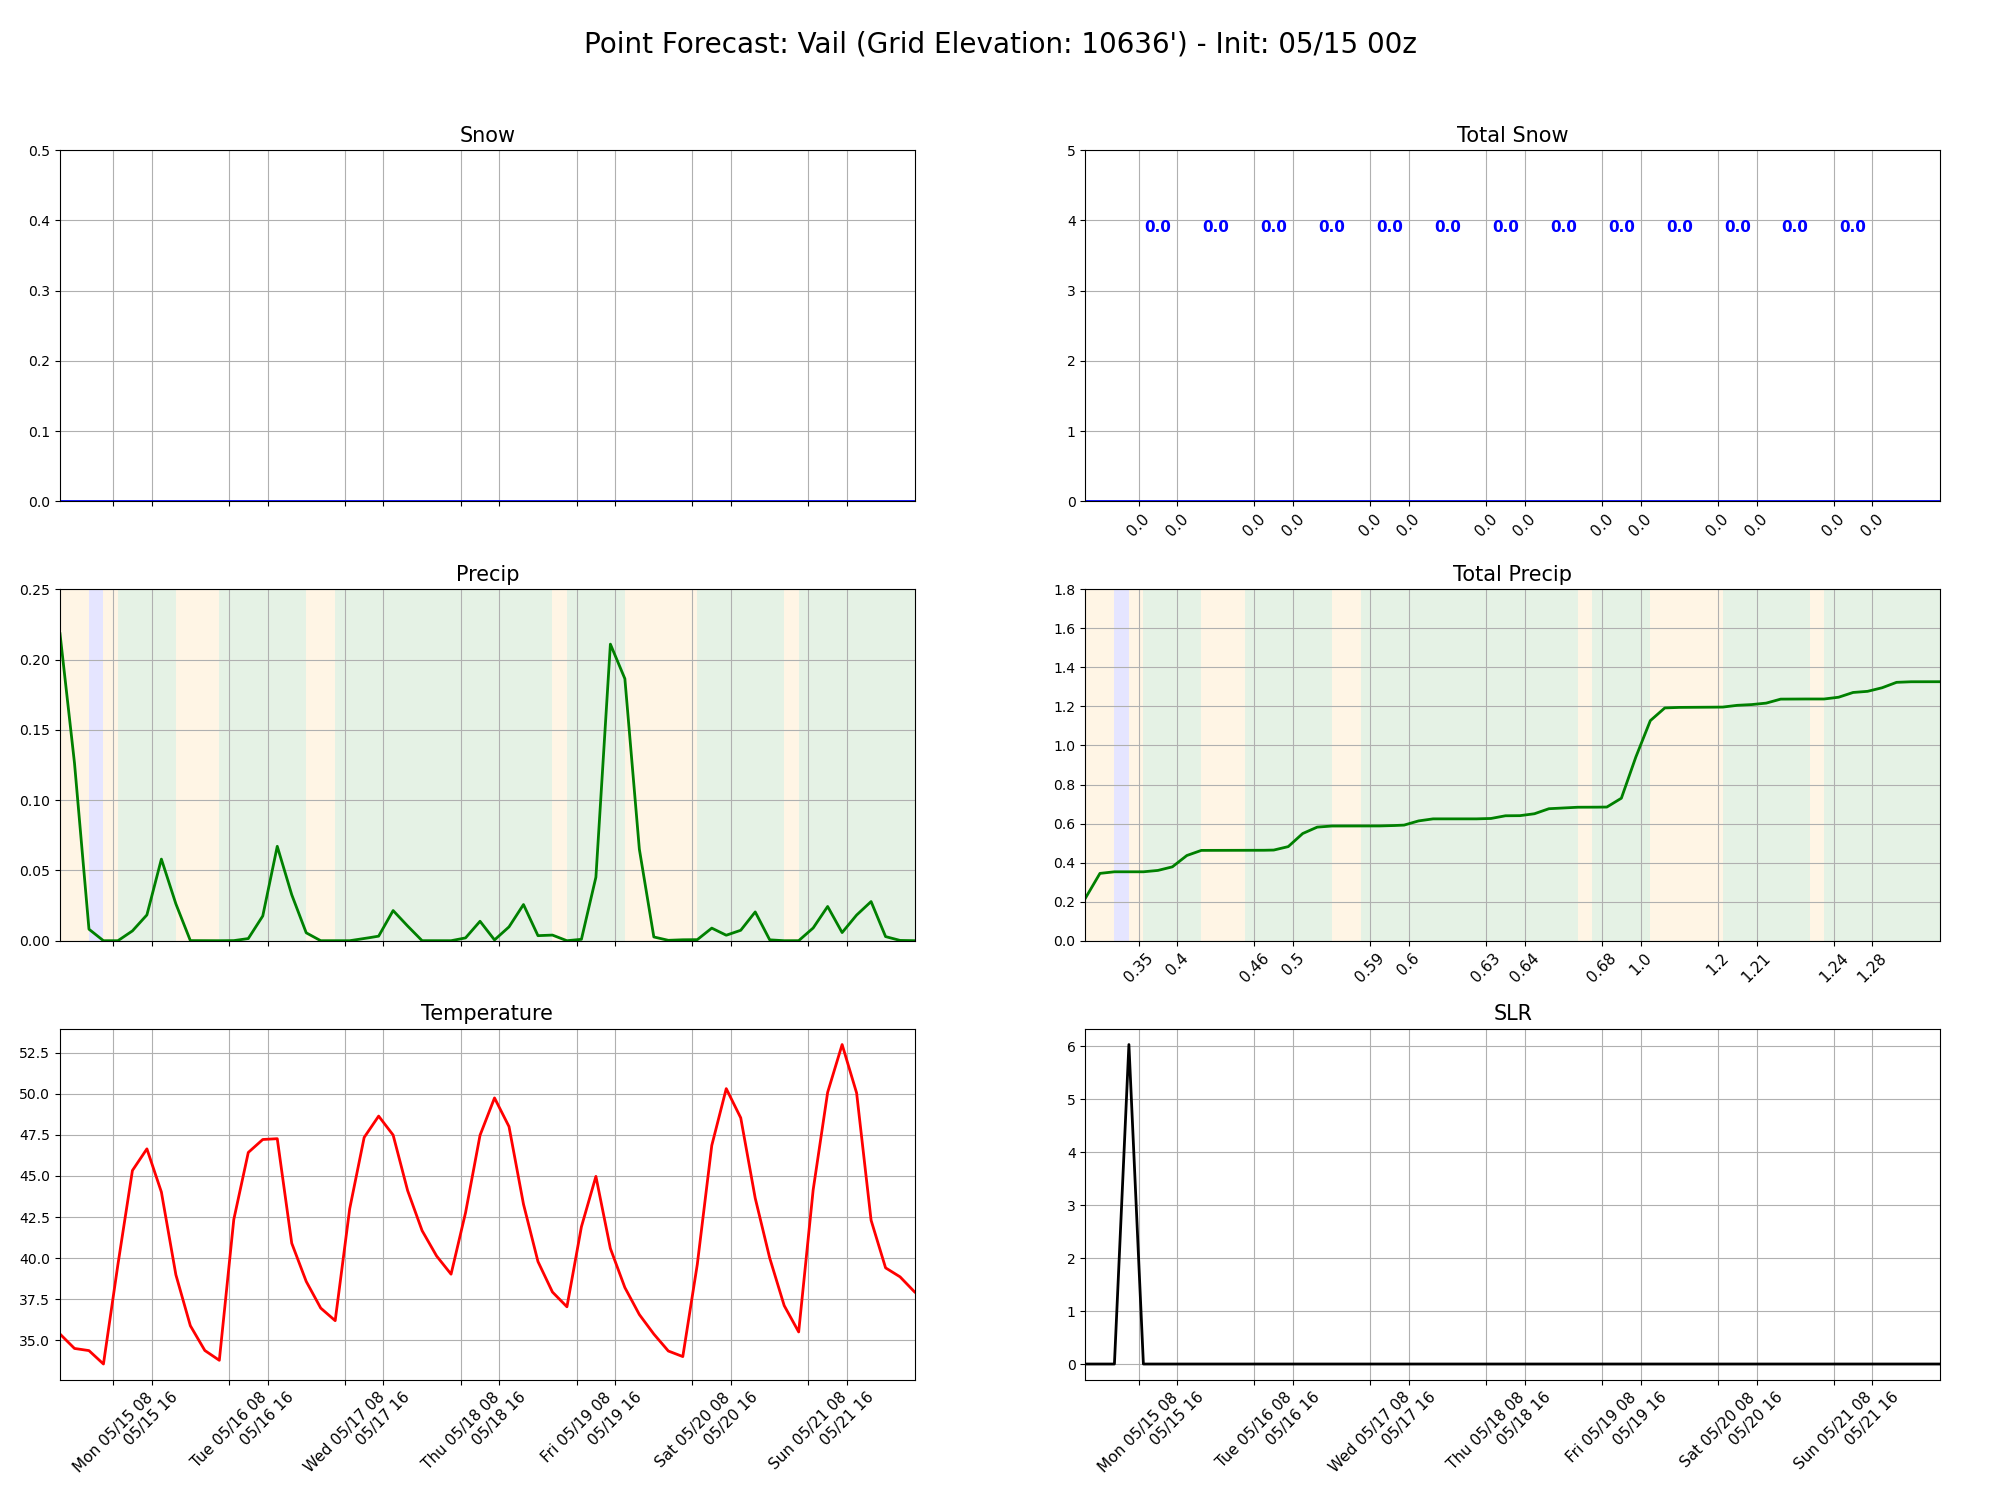 Point Forecast: Vail (Grid Elevation: 10636') - Init: 05/15 00z
Snow
0.5
0.4
0.3
0.2
0.1
0.0
Total Snow
5
4
3
2
1
0
0.0 0.0 0.0 0.0 0.0 0.0 0.0 0.0 0.0 0.0 0.0 0.0 0.0
0.0 0.0 0.0 0.0 0.0 0.0 0.0 0.0 0.0 0.0 0.0 0.0 0.0 0.0
Precip
0.25
0.20
0.15
0.10
0.05
0.00
Total Precip
1.8
1.6
1.4
1.2
1.0
0.8
0.6
0.4
0.2
0.0
0.35 0.4 0.46 0.5 0.59 0.6 0.63 0.64 0.68 1.0 1.2 1.21 1.24 1.28
Temperature
52.5
50.0
47.5
45.0
42.5
40.0
37.5
35.0
Mon 05/15 08
05/15 16
Tue 05/16 08
05/16 16
Wed 05/17 08
05/17 16
Thu 05/18 08
05/18 16
Fri 05/19 08
05/19 16
Sat 05/20 08
05/20 16
Sun 05/21 08
05/21 16
SLR
6
5
4
3
2
1
0
Mon 05/15 08
05/15 16
Tue 05/16 08
05/16 16
Wed 05/17 08
05/17 16
Thu 05/18 08
05/18 16
Fri 05/19 08
05/19 16
Sat 05/20 08
05/20 16
Sun 05/21 08
05/21 16